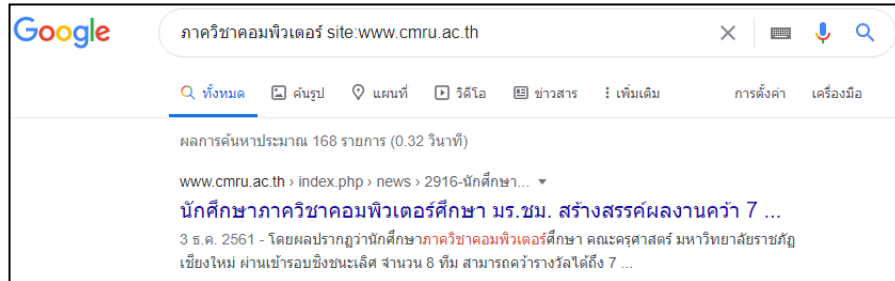 Google ภาควิชาคอมพิวเตอร์ site:www.cmru.ac.th
ทั้งหมด ค้นรูป แผนที่ วิดีโอ ข่าวสาร เพิ่มเติม การตั้งค่า เครื่องมือ
ผลการค้นหาประมาณ 168 รายการ (0.32 วินาที)
www.cmru.ac.th › index.php › news › 2916-นักศึกษา...
นักศึกษาภาควิชาคอมพิวเตอร์ศึกษา มร.ชม. สร้างสรรค์ผลงานคว้า 7 ...
3 ธ.ค. 2561 - โดยผลปรากฏว่านักศึกษาภาควิชาคอมพิวเตอร์ศึกษา คณะครุศาสตร์ มหาวิทยาลัยราชภัฏ
เชียงใหม่ ผ่านเข้ารอบชิงชนะเลิศ จำนวน 8 ทีม สามารถคว้ารางวัลได้ถึง 7 ...